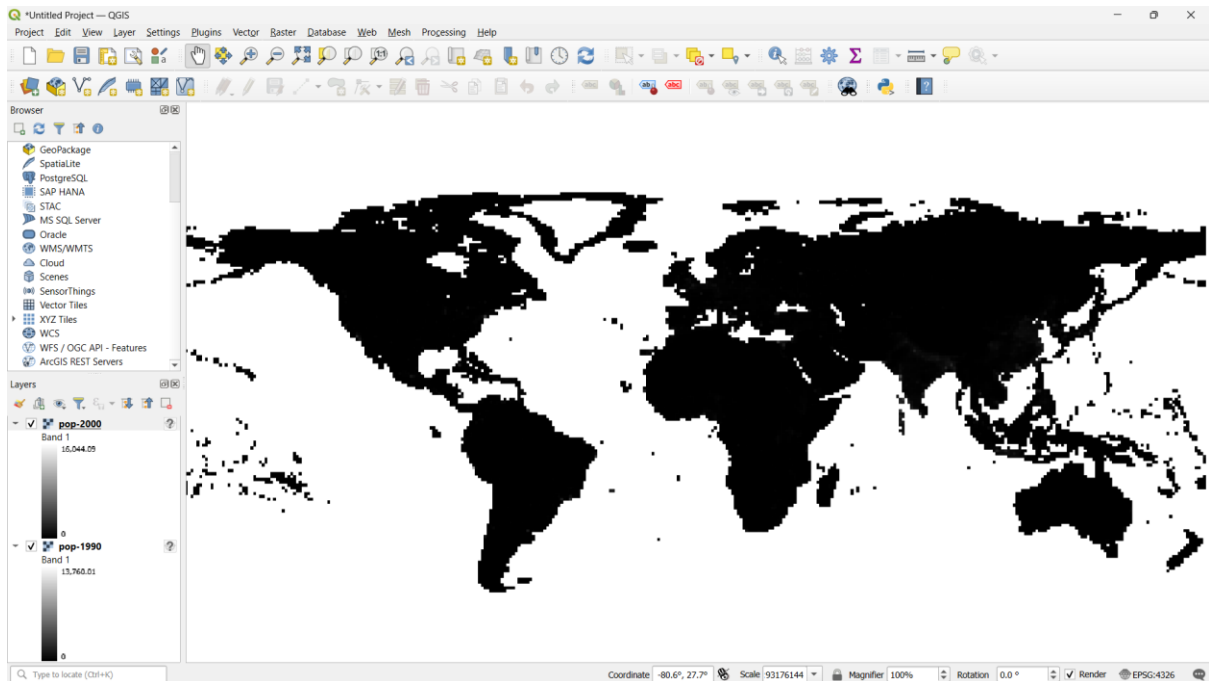 *Untitled Project — QGIS
Project Edit View Layer Settings Plugins Vector Raster Database Web Mesh Processing Help
Browser
GeoPackage
SpatiaLite
PostgreSQL
SAP HANA
STAC
MS SQL Server
Oracle
WMS/WMTS
Cloud
Scenes
SensorThings
Vector Tiles
XYZ Tiles
WCS
WFS / OGC API - Features
ArcGIS REST Servers
Layers
pop-2000
Band 1
16,044.09
0
pop-1990
Band 1
13,760.01
0
Type to locate (Ctrl+K) Coordinate -80.6°, 27.7° Scale 93176144 Magnifier 100% Rotation 0.0 ° Render EPSG:4326